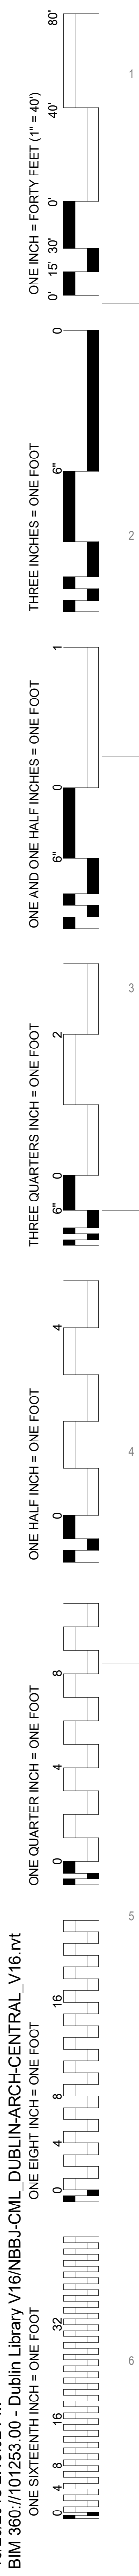 BIM 360://101253.00 - Dublin Library V16/NBBJ-CML_DUBLIN-ARCH-CENTRAL_V16.rvt
ONE SIXTEENTH INCH = ONE FOOT
0 4 8 16 32
ONE EIGHT INCH = ONE FOOT
0 4 8 16
ONE QUARTER INCH = ONE FOOT
0 4 8
ONE HALF INCH = ONE FOOT
0 4
THREE QUARTERS INCH = ONE FOOT
6" 0 2
ONE AND ONE HALF INCHES = ONE FOOT
6" 0 1
THREE INCHES = ONE FOOT
6" 0
ONE INCH = FORTY FEET (1" = 40')
0' 15' 30' 0' 40' 80'
6
5
4
3
2
1